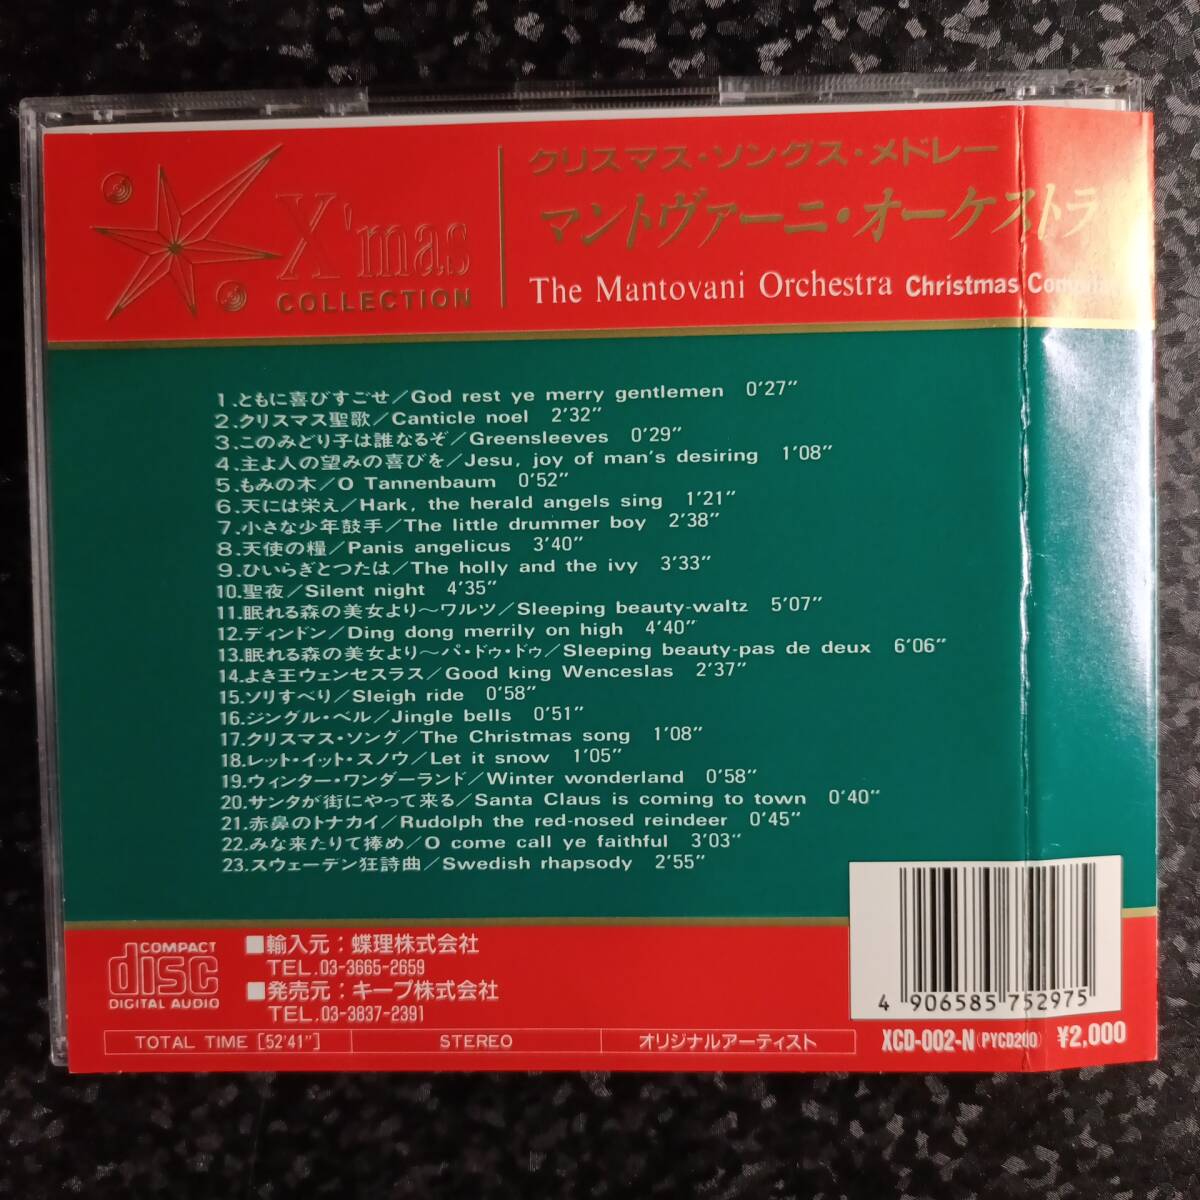 X'mas
COLLECTION
クリスマス・ソングス・メドレー
マントヴァーニ・オーケストラ
The Mantovani Orchestra Christmas
1.ともに喜びすごせ/God rest ye merry gentlemen 0'27"
2.クリスマス聖歌/Canticle noel 2'32"
3.このみどり子は誰なるぞ/Greensleeves 0'29"
4.主よ人の望みの喜びを/Jesu, joy of man's desiring 1'08"
5.もみの木/O Tannenbaum 0'52"
6.天には栄え/Hark, the herald angels sing 1'21"
7.小さな少年鼓手/The little drummer boy 2'38"
8.天使の糧/Panis angelicus 3'40"
9.ひいらぎとつたは/The holly and the ivy 3'33"
10.聖夜/Silent night 4'35"
11.眠れる森の美女より〜ワルツ/Sleeping beauty-waltz 5'07"
12.ディンドン/Ding dong merrily on high 4'40"
13.眠れる森の美女より〜パ・ドゥ・ドゥ/Sleeping beauty-pas de deux 6'06"
14.よき王ウェンセスラス/Good king Wenceslas 2'37"
15.ソリすべり/Sleigh ride 0'58"
16.ジングル・ベル/Jingle bells 0'51"
17.クリスマス・ソング/The Christmas song 1'08"
18.レット・イット・スノウ/Let it snow 1'05"
19.ウィンター・ワンダーランド/Winter wonderland 0'58"
20.サンタが街にやって来る/Santa Claus is coming to town 0'40"
21.赤鼻のトナカイ/Rudolph the red-nosed reindeer 0'45"
22.みな来たりて捧め/O come call ye faithful 3'03"
23.スウェーデン狂詩曲/Swedish rhapsody 2'55"
COMPACT
disc
DIGITAL AUDIO
■輸入元：蝶理株式会社
TEL.03-3665-2659
■発売元：キープ株式会社
TEL.03-3837-2391
4 906585 752975
TOTAL TIME [52'41"]
STEREO
オリジナルアーティスト
XCD-002-N(PYCD200) ¥2,000